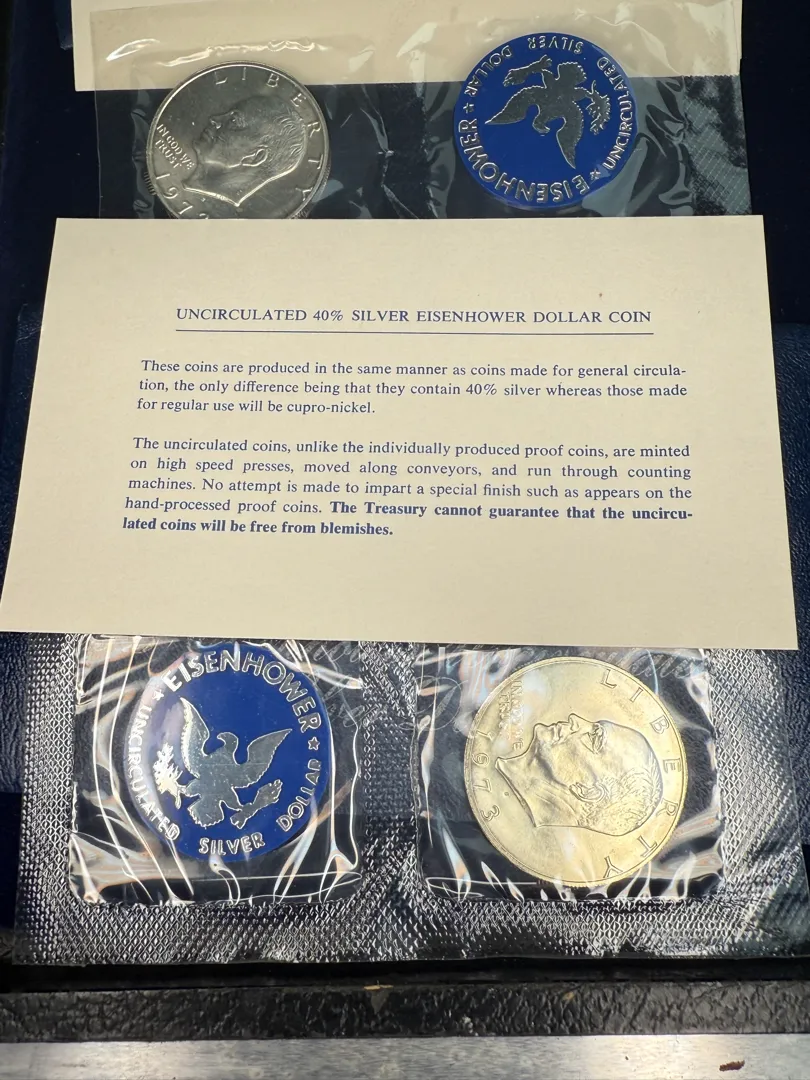 LIBERTY
IN GOD WE
TRUST
197
EISENHOWER ★ UNCIRCULATED SILVER DOLLAR ★
UNCIRCULATED 40% SILVER EISENHOWER DOLLAR COIN
These coins are produced in the same manner as coins made for general circula-
tion, the only difference being that they contain 40% silver whereas those made
for regular use will be cupro-nickel.
The uncirculated coins, unlike the individually produced proof coins, are minted
on high speed presses, moved along conveyors, and run through counting
machines. No attempt is made to impart a special finish such as appears on the
hand-processed proof coins. The Treasury cannot guarantee that the uncircu-
lated coins will be free from blemishes.
★ EISENHOWER ★
UNCIRCULATED SILVER DOLLAR
LIBERTY
IN GOD WE
TRUST
1973